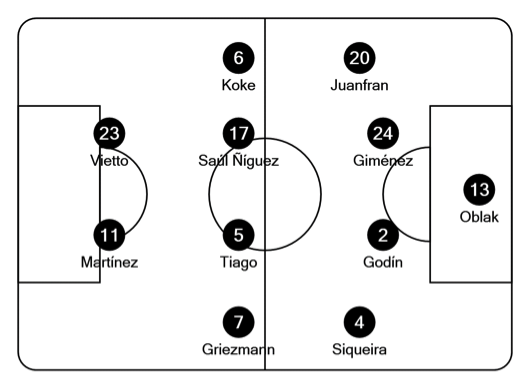 6
Koke
20
Juanfran
23
Vietto
17
Saúl Ñíguez
24
Giménez
13
Oblak
11
Martínez
5
Tiago
2
Godín
7
Griezmann
4
Siqueira